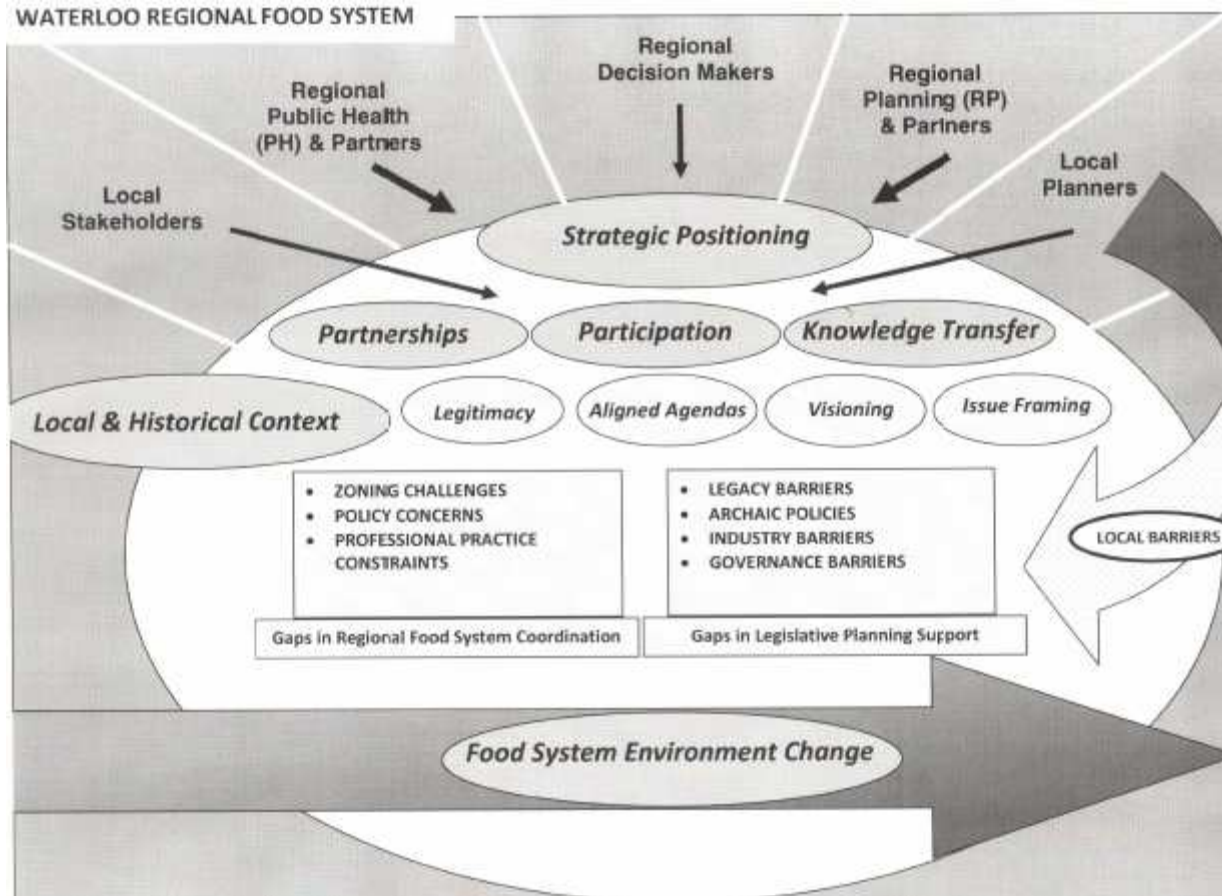 WATERLOO REGIONAL FOOD SYSTEM
Regional
Decision Makers
Regional
Public Health
(PH) & Partners
Regional
Planning (RP)
& Partners
Local
Stakeholders
Local
Planners
Strategic Positioning
Partnerships
Participation
Knowledge Transfer
Local & Historical Context
Legitimacy
Aligned Agendas
Visioning
Issue Framing
• ZONING CHALLENGES
• POLICY CONCERNS
• PROFESSIONAL PRACTICE
CONSTRAINTS
• LEGACY BARRIERS
• ARCHAIC POLICIES
• INDUSTRY BARRIERS
• GOVERNANCE BARRIERS
LOCAL BARRIERS
Gaps in Regional Food System Coordination
Gaps in Legislative Planning Support
Food System Environment Change